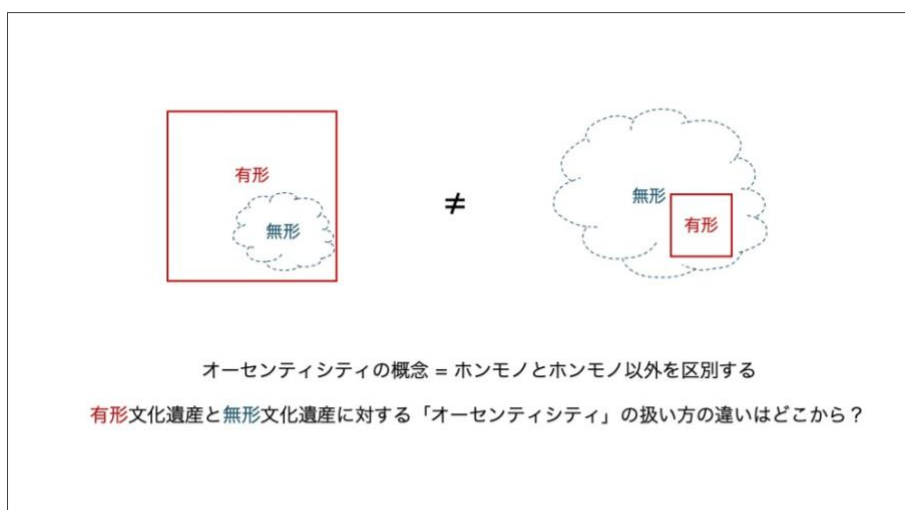 有形
無形
≠
無形
有形
オーセンティシティの概念 = ホンモノとホンモノ以外を区別する
有形文化遺産と無形文化遺産に対する「オーセンティシティ」の扱い方の違いはどこから？